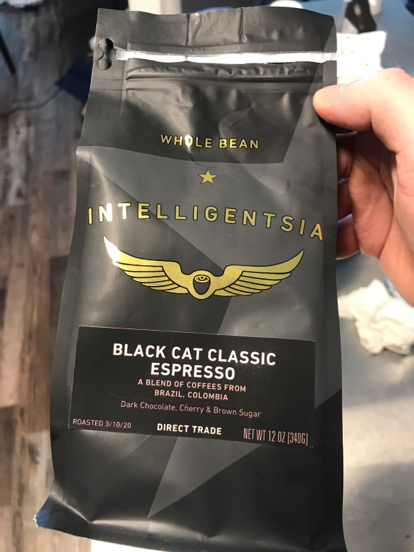 WHOLE BEAN
INTELLIGENTSIA
BLACK CAT CLASSIC
ESPRESSO
A BLEND OF COFFEES FROM
BRAZIL, COLOMBIA
Dark Chocolate, Cherry & Brown Sugar
ROASTED 3/10/20
DIRECT TRADE
NET WT 12 OZ (340G)